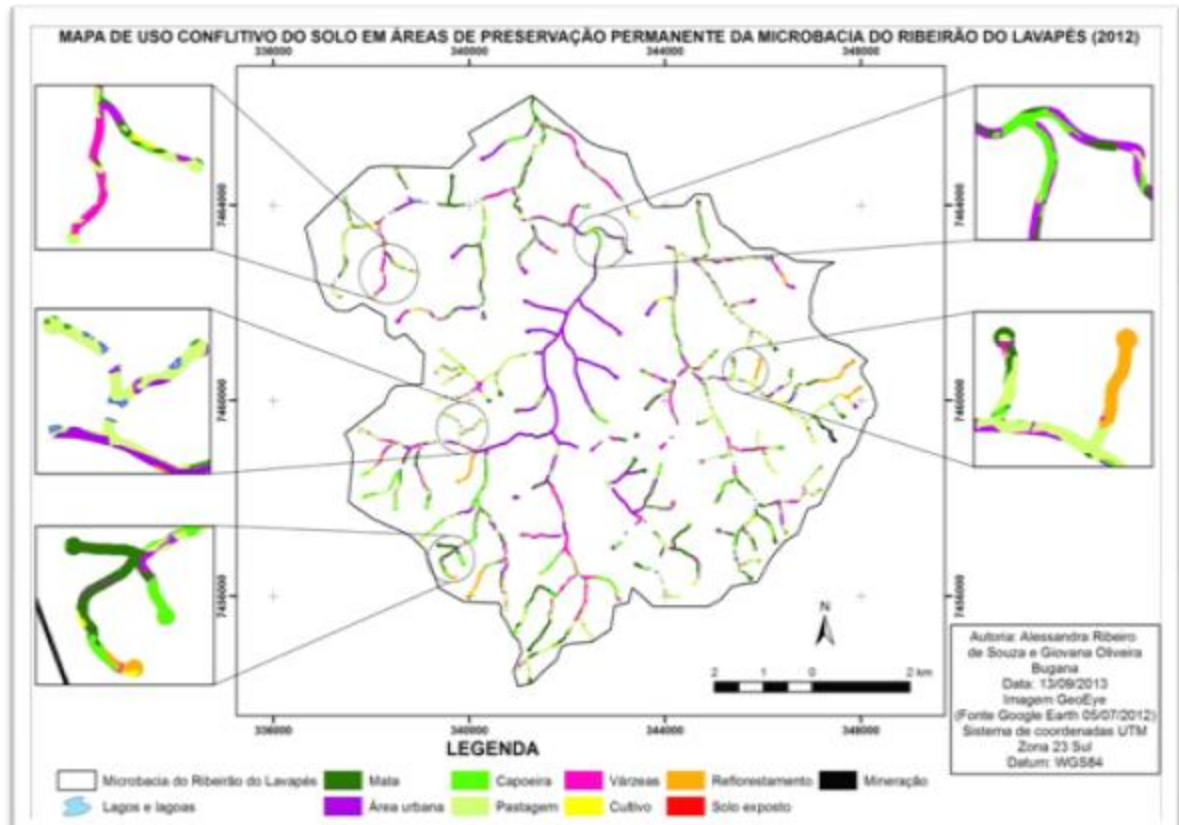 MAPA DE USO CONFLITIVO DO SOLO EM ÁREAS DE PRESERVAÇÃO PERMANENTE DA MICROBACIA DO RIBEIRÃO DO LAVAPÉS (2012)
336000 340000 344000 348000
7464000 7464000
7460000 7460000
7456000 7456000
N
2 1 0 2 km
336000 340000 344000 348000
Autoria: Alessandra Ribeiro
de Souza e Giovana Oliveira
Bugana
Data: 13/09/2013
Imagem GeoEye
(Fonte Google Earth 05/07/2012)
Sistema de coordenadas UTM
Zona 23 Sul
Datum: WGS84
LEGENDA
Microbacia do Ribeirão do Lavapés Mata Capoeira Várzeas Reflorestamento Mineração
Lagos e lagoas Área urbana Pastagem Cultivo Solo exposto